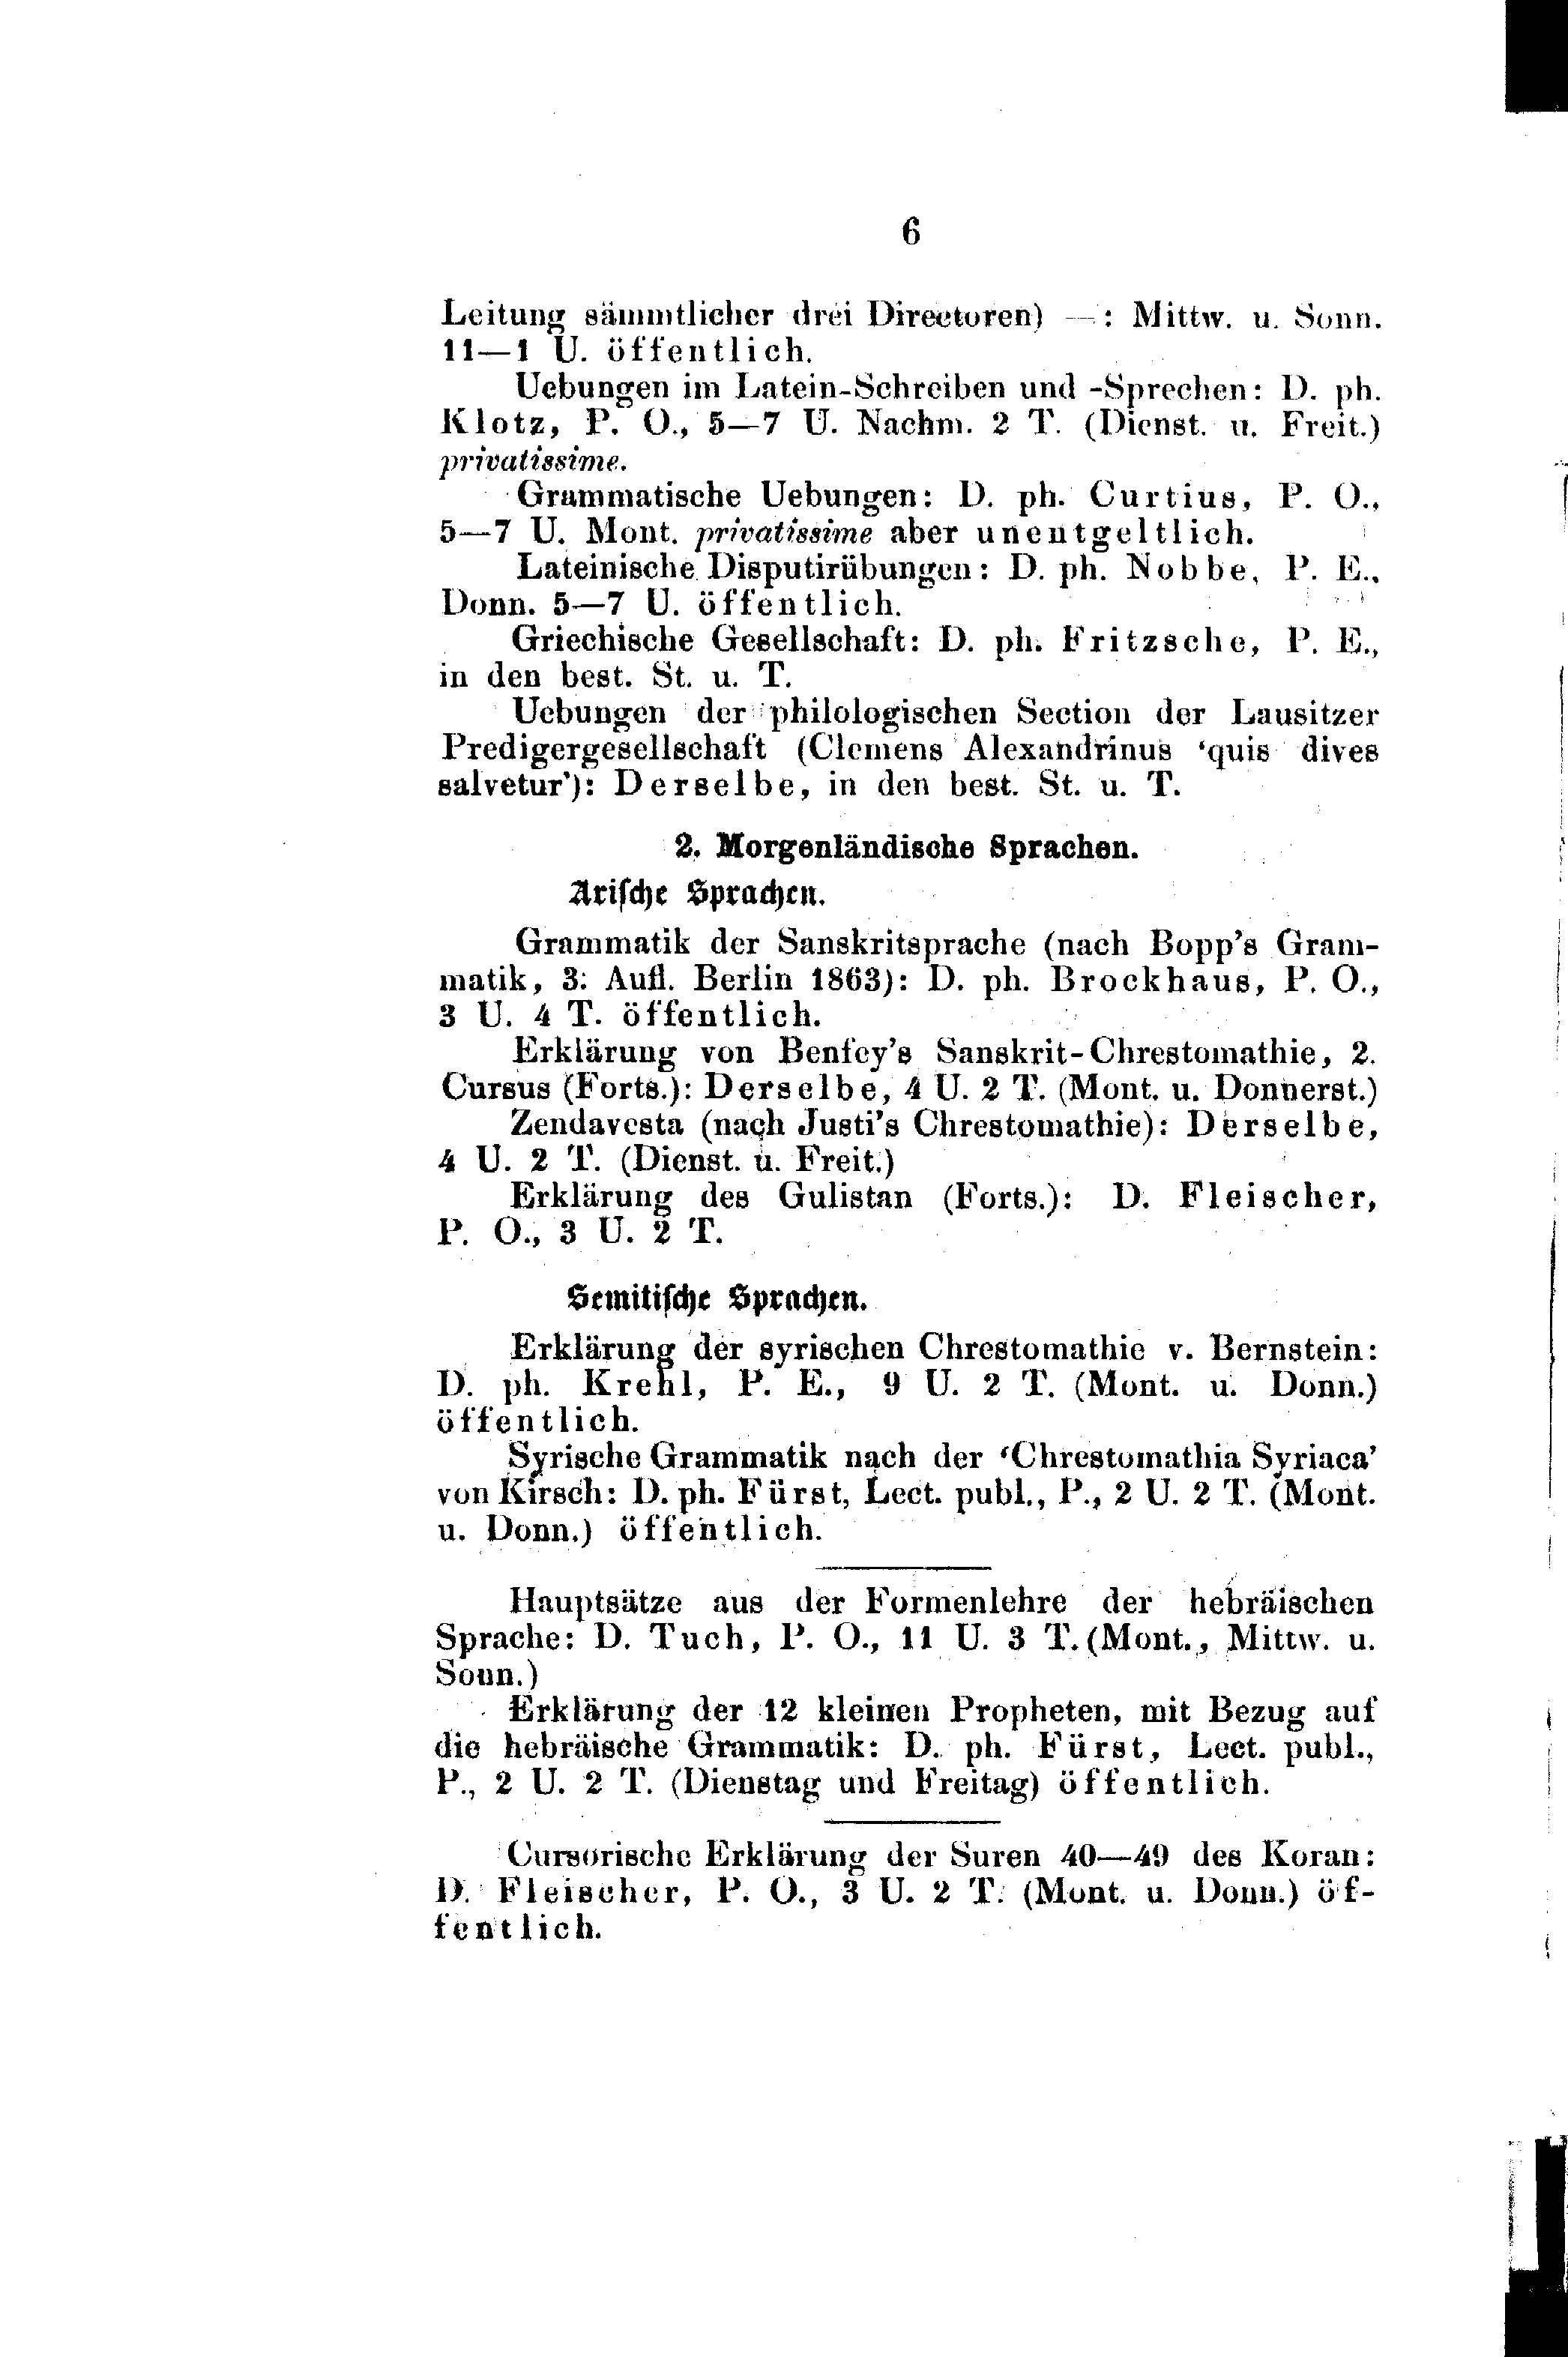 6
Leitung sämmtlicher drei Directoren) —: Mittw. u. Sonn.
11—1 U. öffentlich.
Uebungen im Latein-Schreiben und -Sprechen: D. ph.
Klotz, P. O., 5—7 U. Nachm. 2 T. (Dienst. u. Freit.)
privatissime.
Grammatische Uebungen: D. ph. Curtius, P. O.,
5—7 U. Mont. privatissime aber unentgeltlich.
Lateinische Disputirübungen: D. ph. Nobbe, P. E.,
Donn. 5—7 U. öffentlich.
Griechische Gesellschaft: D. ph. Fritzsche, P. E.,
in den best. St. u. T.
Uebungen der philologischen Section der Lausitzer
Predigergesellschaft (Clemens Alexandrinus ‘quis dives
salvetur’): Derselbe, in den best. St. u. T.
2. Morgenländische Sprachen.
Arische Sprachen.
Grammatik der Sanskritsprache (nach Bopp's Gram-
matik, 3. Aufl. Berlin 1863): D. ph. Brockhaus, P. O.,
3 U. 4 T. öffentlich.
Erklärung von Benfey's Sanskrit-Chrestomathie, 2.
Cursus (Forts.): Derselbe, 4 U. 2 T. (Mont. u. Donnerst.)
Zendavesta (nach Justi's Chrestomathie): Derselbe,
4 U. 2 T. (Dienst. u. Freit.)
Erklärung des Gulistan (Forts.): D. Fleischer,
P. O., 3 U. 2 T.
Semitische Sprachen.
Erklärung der syrischen Chrestomathie v. Bernstein:
D. ph. Krehl, P. E., 9 U. 2 T. (Mont. u. Donn.)
öffentlich.
Syrische Grammatik nach der ‘Chrestomathia Syriaca’
von Kirsch: D. ph. Fürst, Lect. publ., P., 2 U. 2 T. (Mont.
u. Donn.) öffentlich.
Hauptsätze aus der Formenlehre der hebräischen
Sprache: D. Tuch, P. O., 11 U. 3 T. (Mont., Mittw. u.
Sonn.)
Erklärung der 12 kleinen Propheten, mit Bezug auf
die hebräische Grammatik: D. ph. Fürst, Lect. publ.,
P., 2 U. 2 T. (Dienstag und Freitag) öffentlich.
Cursorische Erklärung der Suren 40—49 des Koran:
D. Fleischer, P. O., 3 U. 2 T. (Mont. u. Donn.) öf-
fentlich.